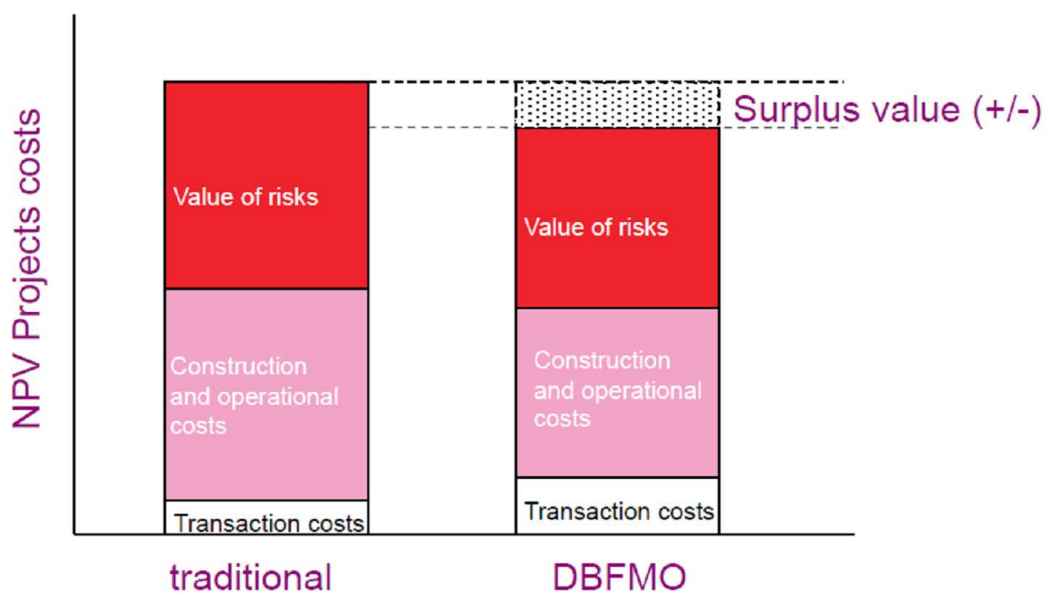 NPV Projects costs
Surplus value (+/-)
Value of risks
Value of risks
Construction
and operational
costs
Construction
and operational
costs
Transaction costs
Transaction costs
traditional
DBFMO